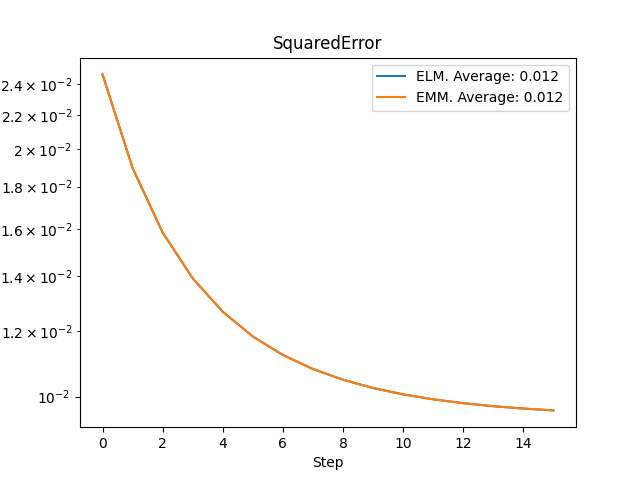 SquaredError
ELM. Average: 0.012
EMM. Average: 0.012
2.4 × 10⁻²
2.2 × 10⁻²
2 × 10⁻²
1.8 × 10⁻²
1.6 × 10⁻²
1.4 × 10⁻²
1.2 × 10⁻²
10⁻²
0 2 4 6 8 10 12 14
Step